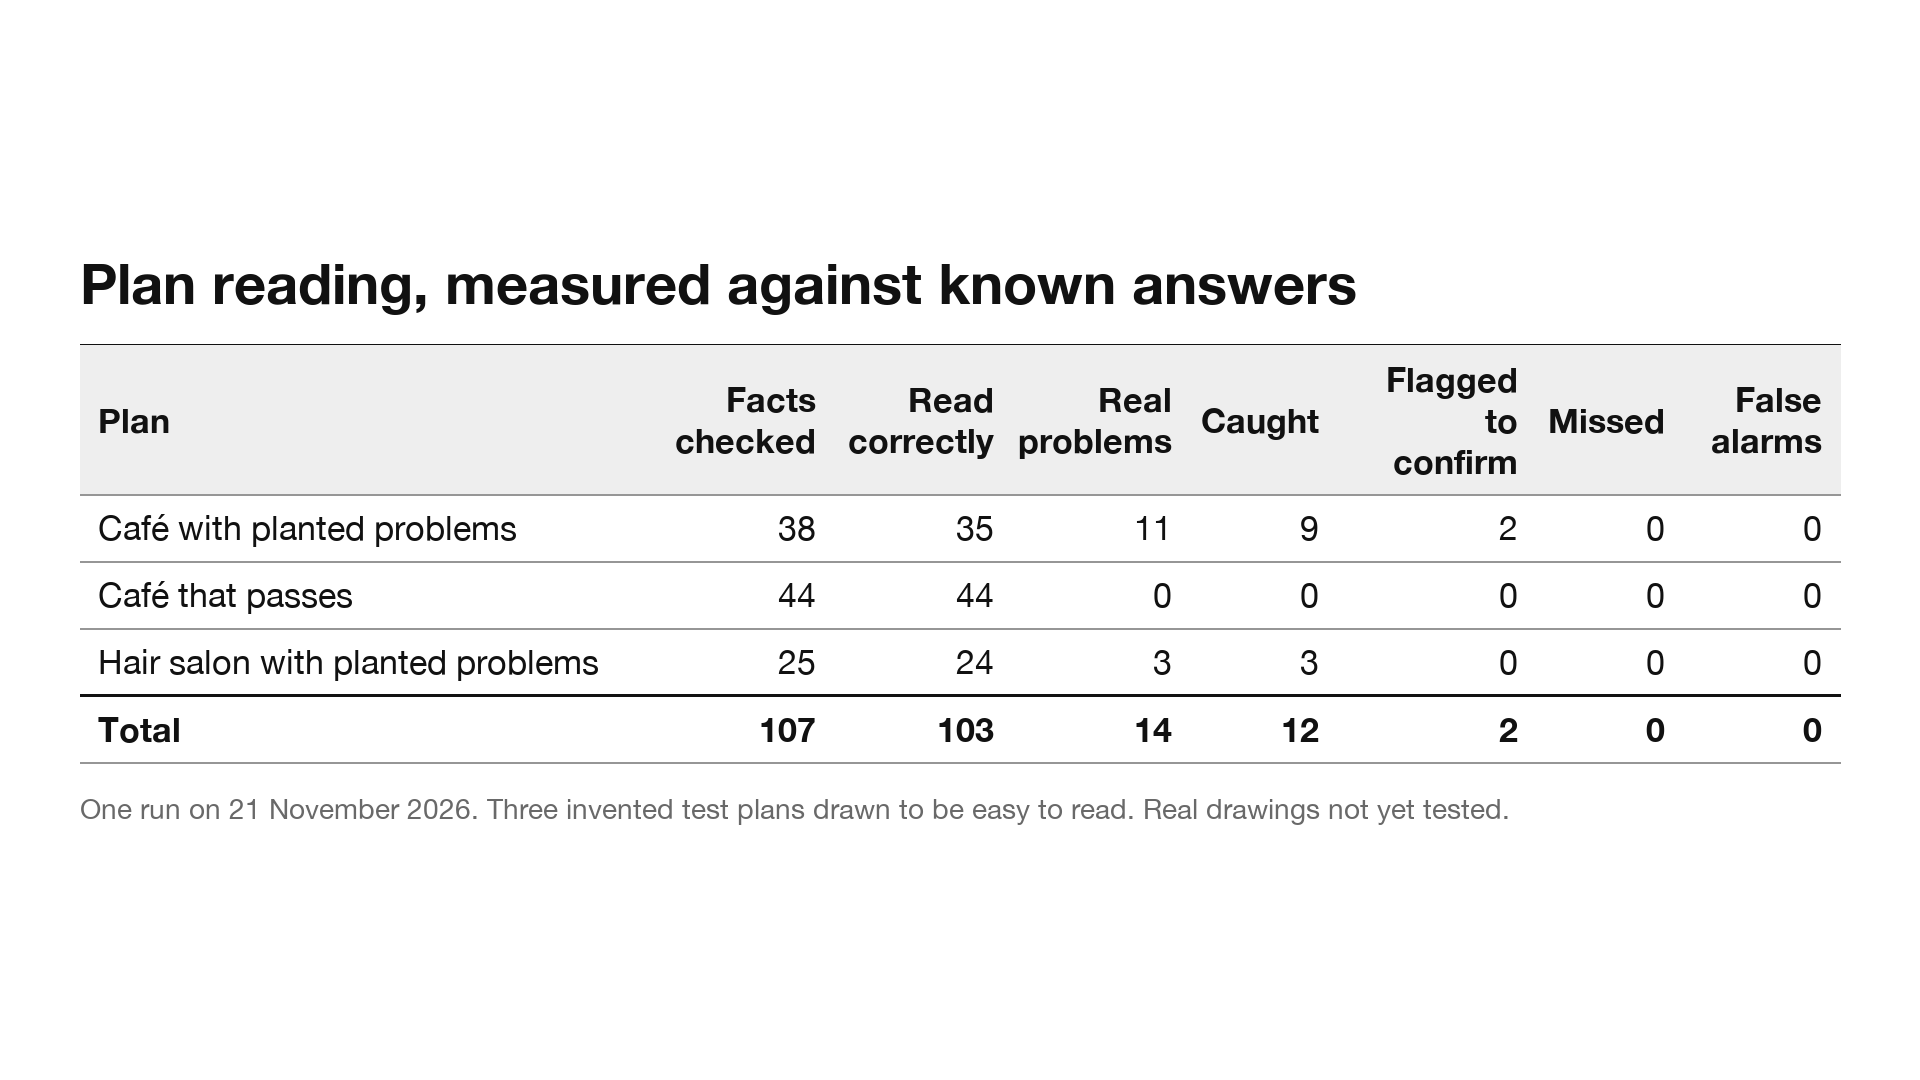 Plan reading, measured against known answers
Plan Facts checked Read correctly Real problems Caught Flagged to confirm Missed False alarms
Café with planted problems 38 35 11 9 2 0 0
Café that passes 44 44 0 0 0 0 0
Hair salon with planted problems 25 24 3 3 0 0 0
Total 107 103 14 12 2 0 0
One run on 21 November 2026. Three invented test plans drawn to be easy to read. Real drawings not yet tested.